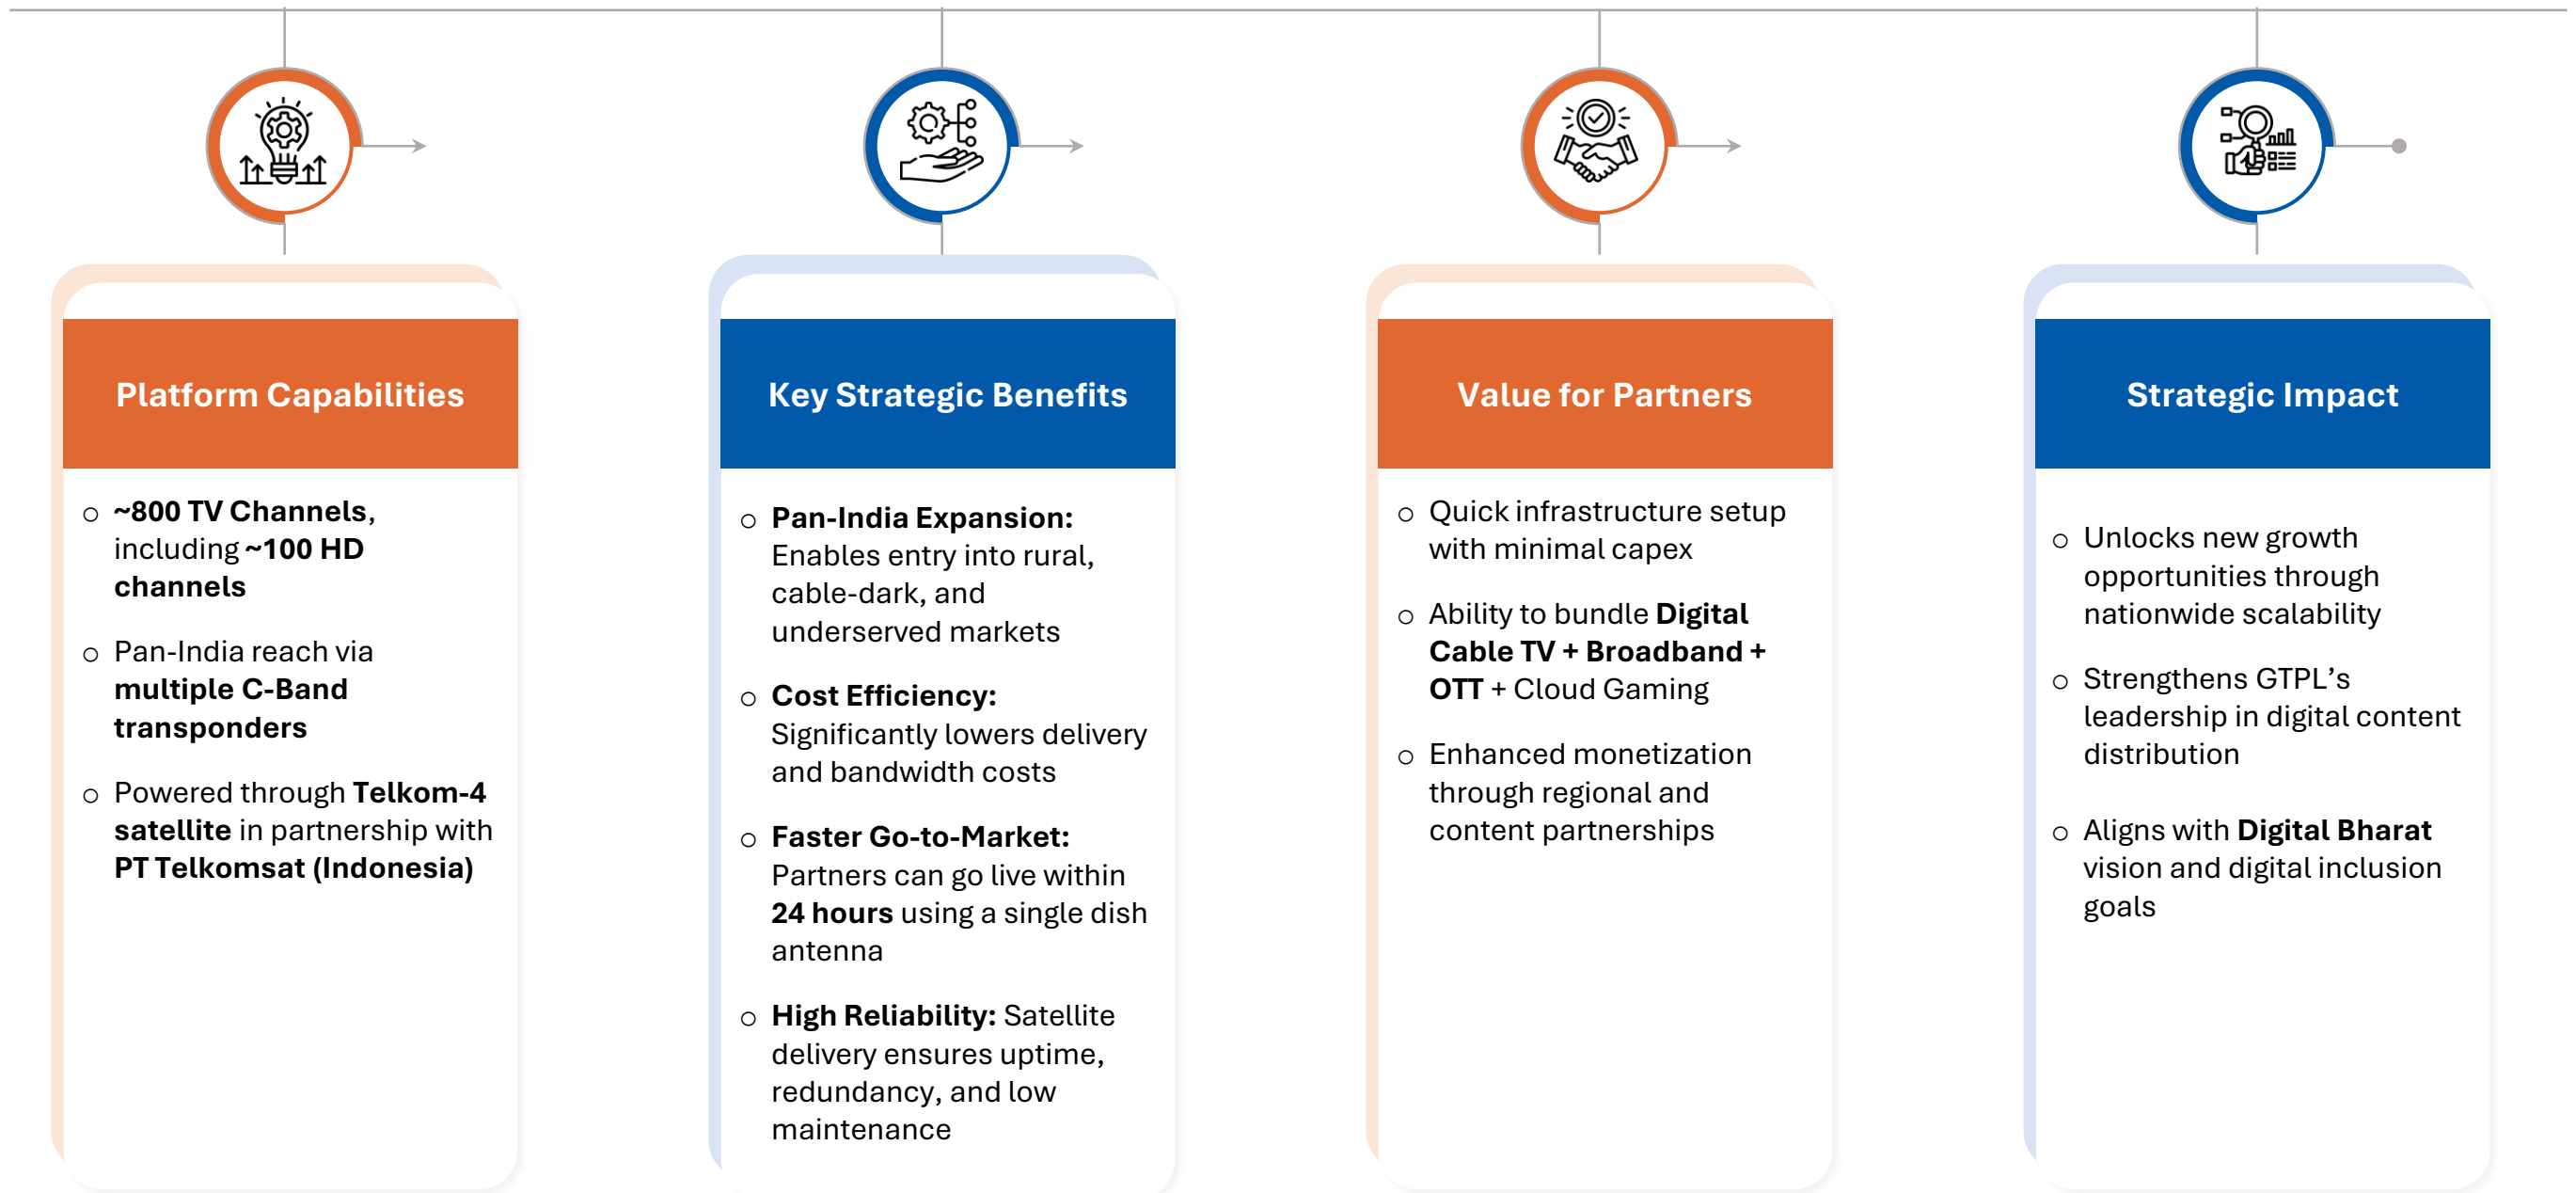 Platform Capabilities
○ ~800 TV Channels,
including ~100 HD
channels
○ Pan-India reach via
multiple C-Band
transponders
○ Powered through Telkom-4
satellite in partnership with
PT Telkomsat (Indonesia)
Key Strategic Benefits
○ Pan-India Expansion:
Enables entry into rural,
cable-dark, and
underserved markets
○ Cost Efficiency:
Significantly lowers delivery
and bandwidth costs
○ Faster Go-to-Market:
Partners can go live within
24 hours using a single dish
antenna
○ High Reliability: Satellite
delivery ensures uptime,
redundancy, and low
maintenance
Value for Partners
○ Quick infrastructure setup
with minimal capex
○ Ability to bundle Digital
Cable TV + Broadband +
OTT + Cloud Gaming
○ Enhanced monetization
through regional and
content partnerships
Strategic Impact
○ Unlocks new growth
opportunities through
nationwide scalability
○ Strengthens GTPL’s
leadership in digital content
distribution
○ Aligns with Digital Bharat
vision and digital inclusion
goals